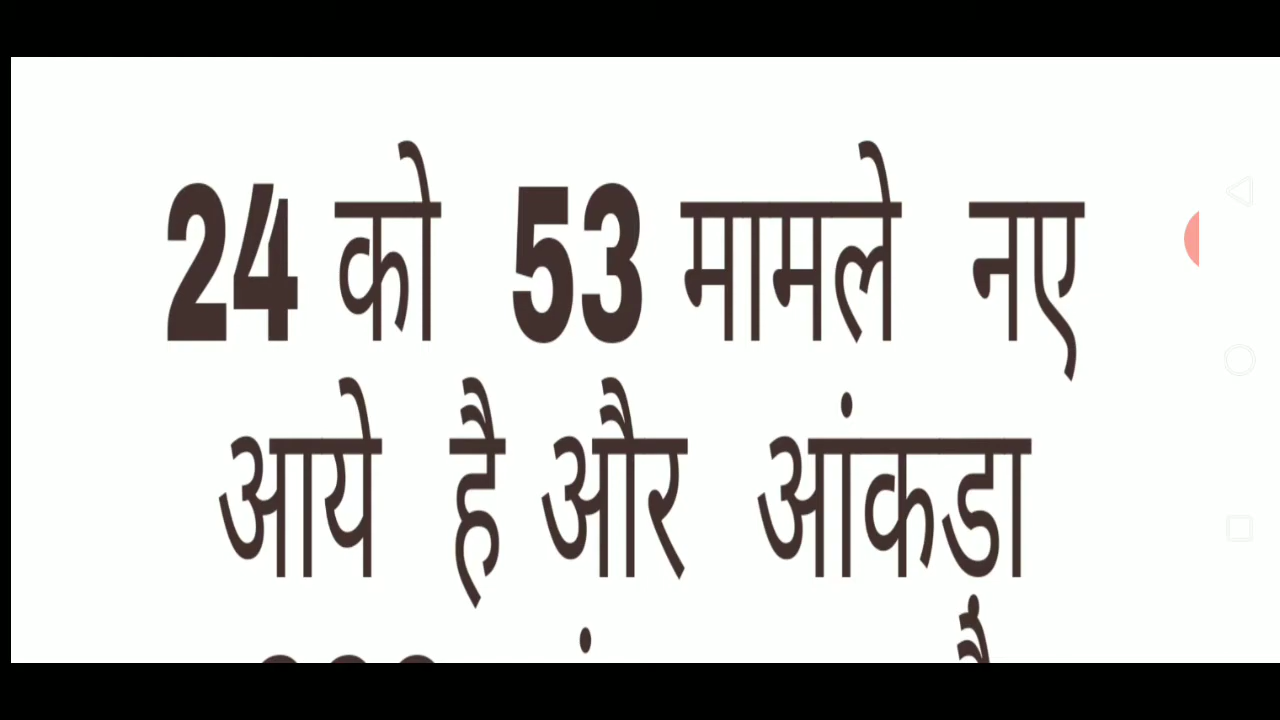 24 को 53 मामले नए
आये है और आंकड़ा